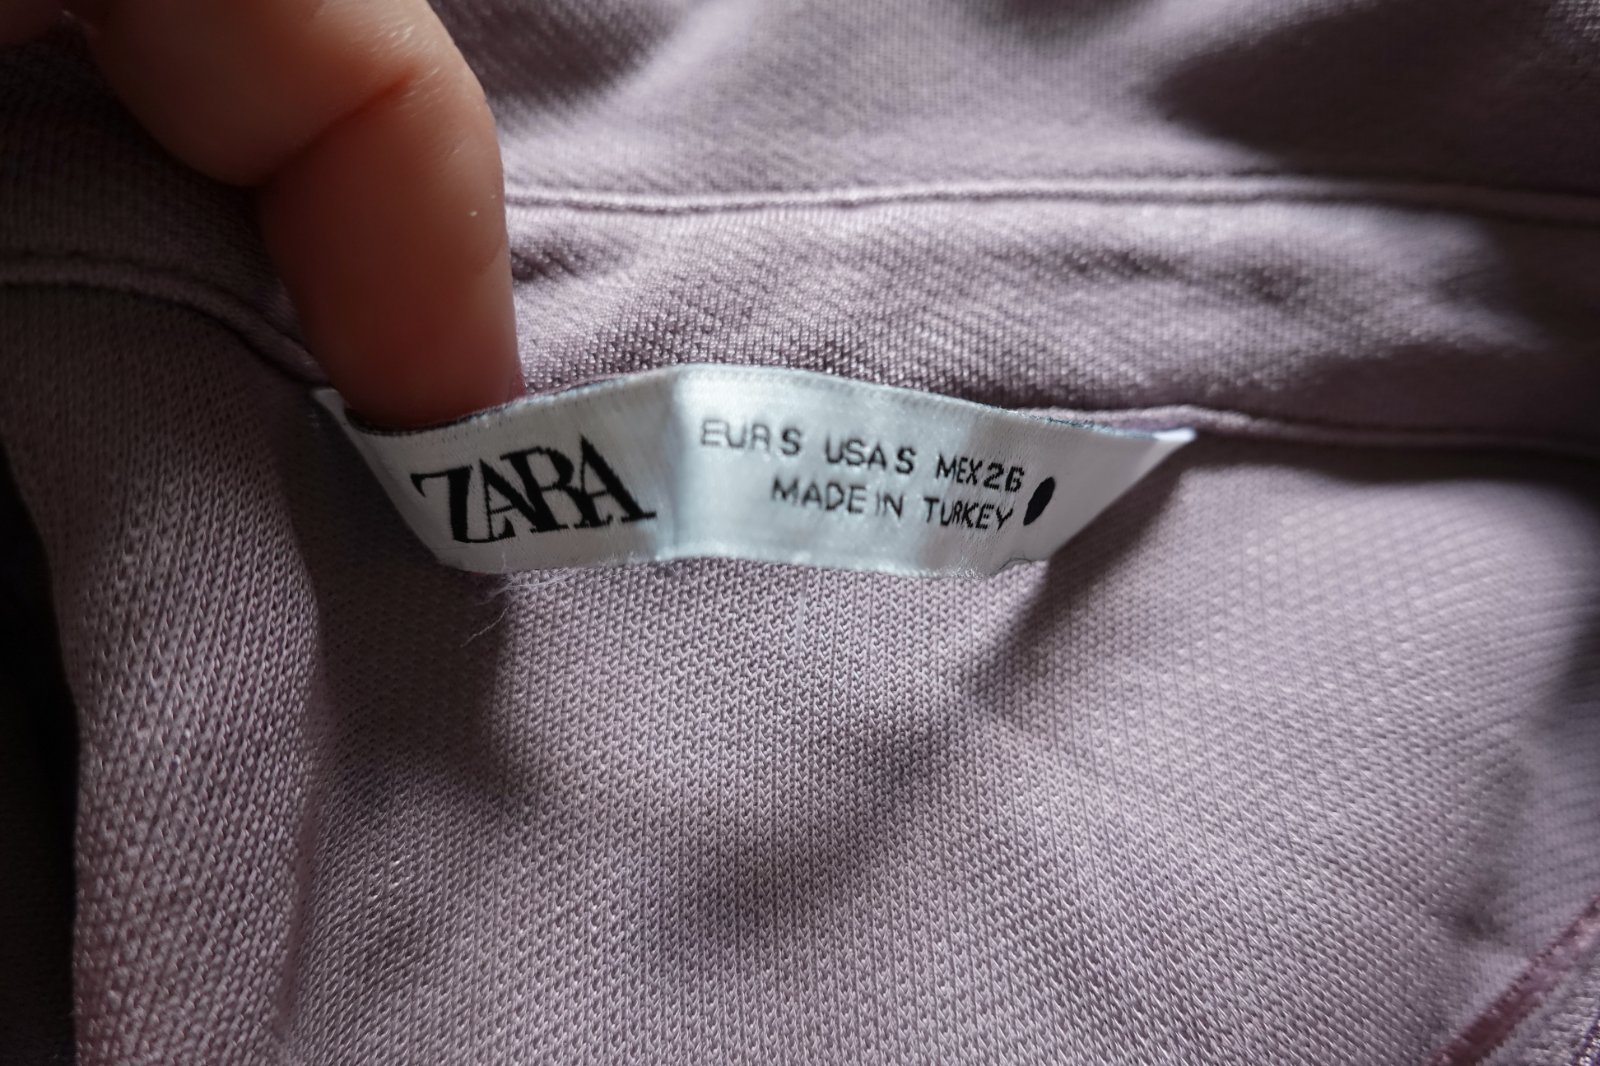 ZARA
EUR S USA S MEX 26
MADE IN TURKEY